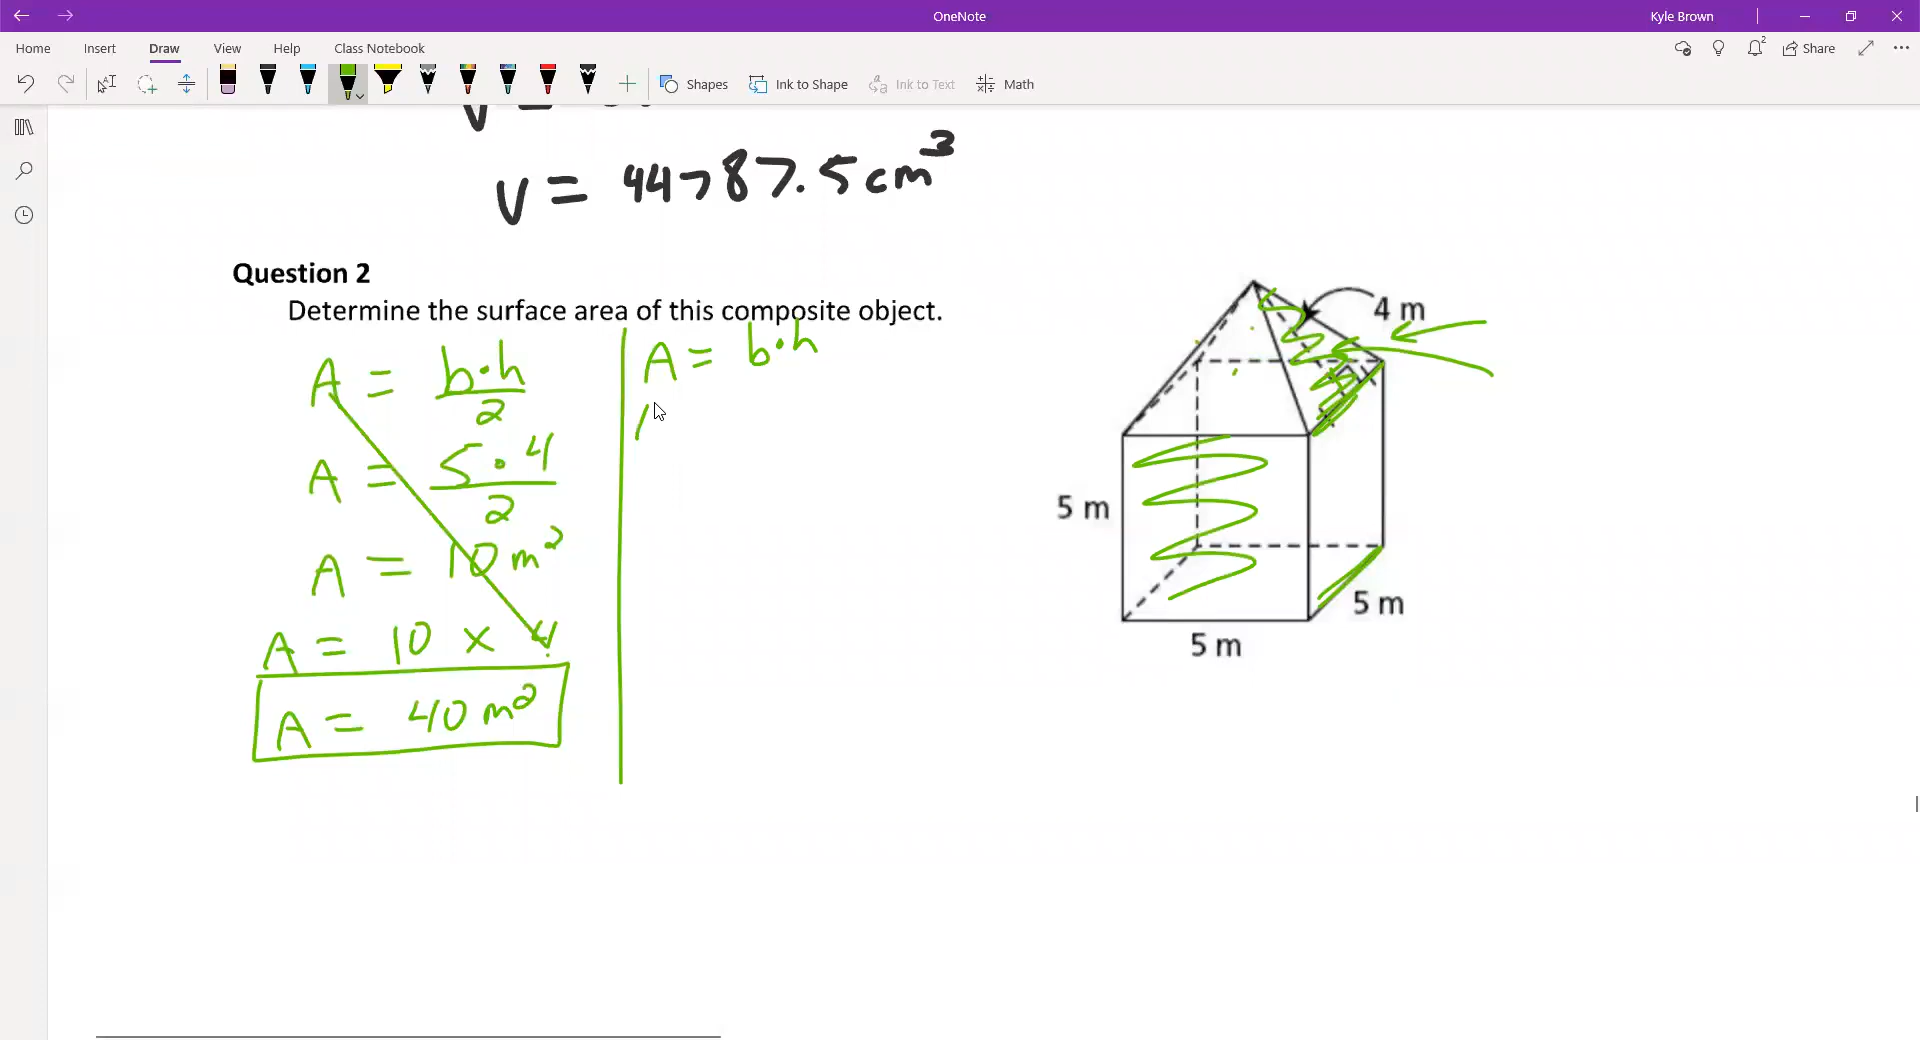 OneNote
Kyle Brown
Home Insert Draw View Help Class Notebook
2 Share
Shapes Ink to Shape Ink to Text Math
V = 44787.5 cm³
Question 2
Determine the surface area of this composite object.
A = b·h/2
A = 5·4/2
A = 10 m²
A = 10 x 4
A = 40 m²
A = b·h
4 m
5 m
5 m
5 m